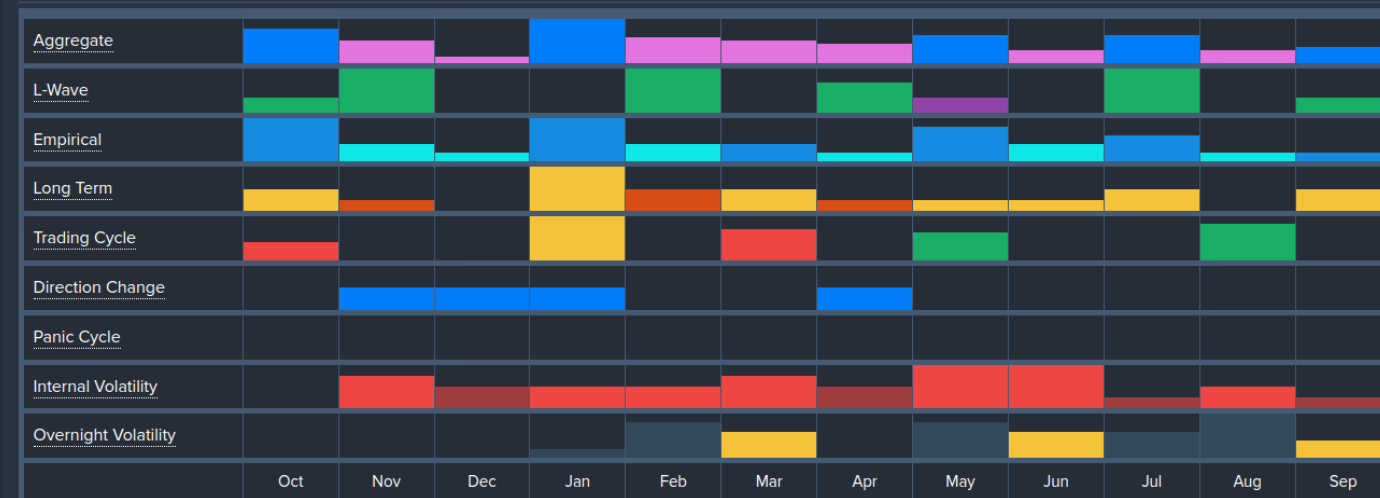 Aggregate
L-Wave
Empirical
Long Term
Trading Cycle
Direction Change
Panic Cycle
Internal Volatility
Overnight Volatility
Oct Nov Dec Jan Feb Mar Apr May Jun Jul Aug Sep